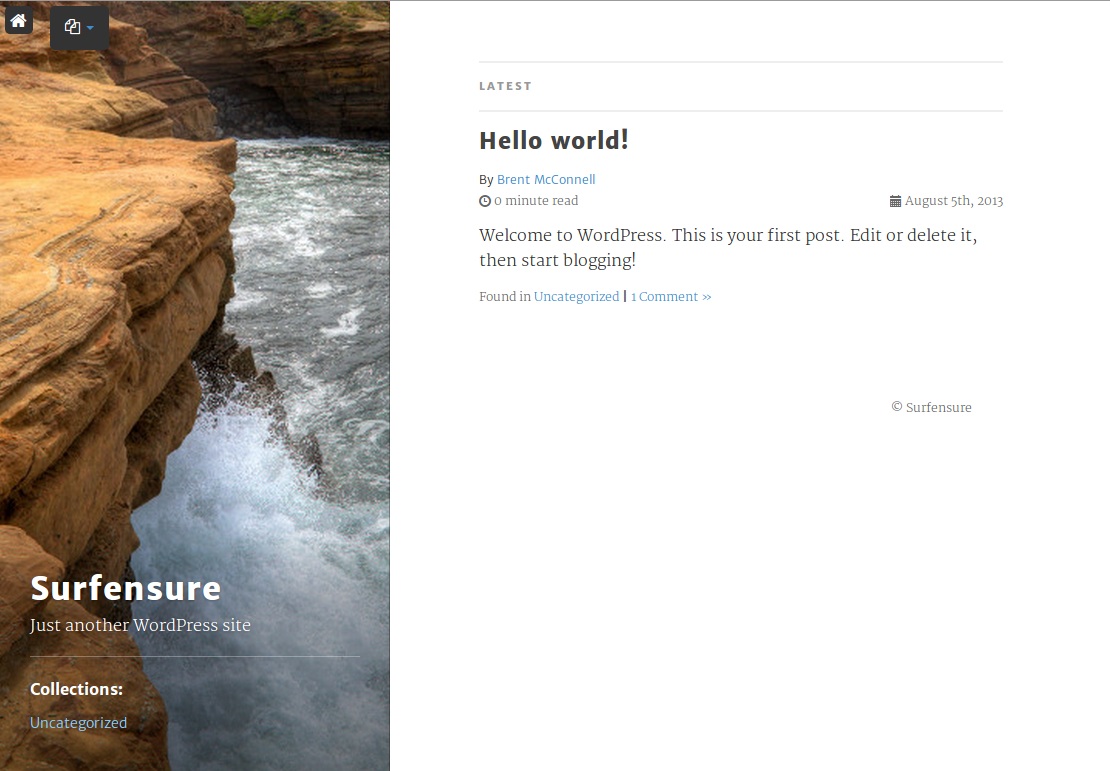 LATEST
Hello world!
By Brent McConnell
0 minute read
August 5th, 2013
Welcome to WordPress. This is your first post. Edit or delete it,
then start blogging!
Found in Uncategorized | 1 Comment »
© Surfensure
Surfensure
Just another WordPress site
Collections:
Uncategorized